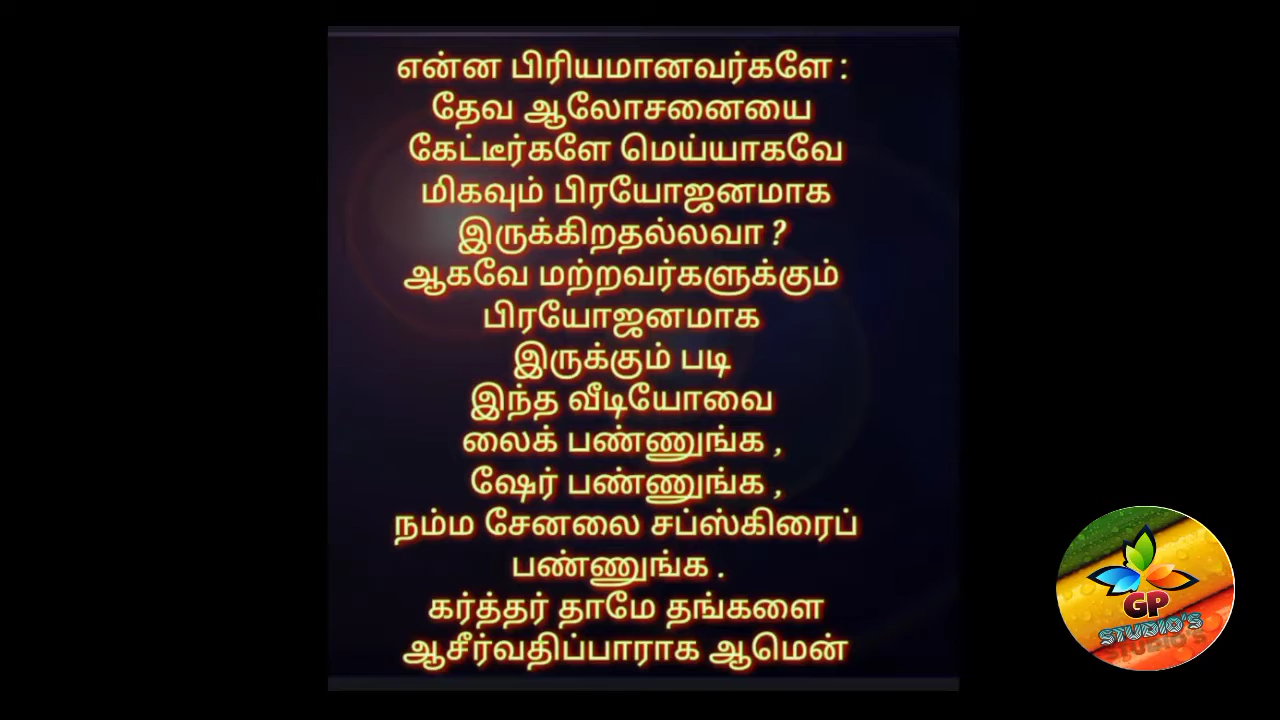 என்ன பிரியமானவர்களே :
தேவ ஆலோசனையை
கேட்டீர்களே மெய்யாகவே
மிகவும் பிரயோஜனமாக
இருக்கிறதல்லவா ?
ஆகவே மற்றவர்களுக்கும்
பிரயோஜனமாக
இருக்கும் படி
இந்த வீடியோவை
லைக் பண்ணுங்க ,
ஷேர் பண்ணுங்க ,
நம்ம சேனலை சப்ஸ்கிரைப்
பண்ணுங்க .
கர்த்தர் தாமே தங்களை
ஆசீர்வதிப்பாராக ஆமென்
GP
STUDIO'S